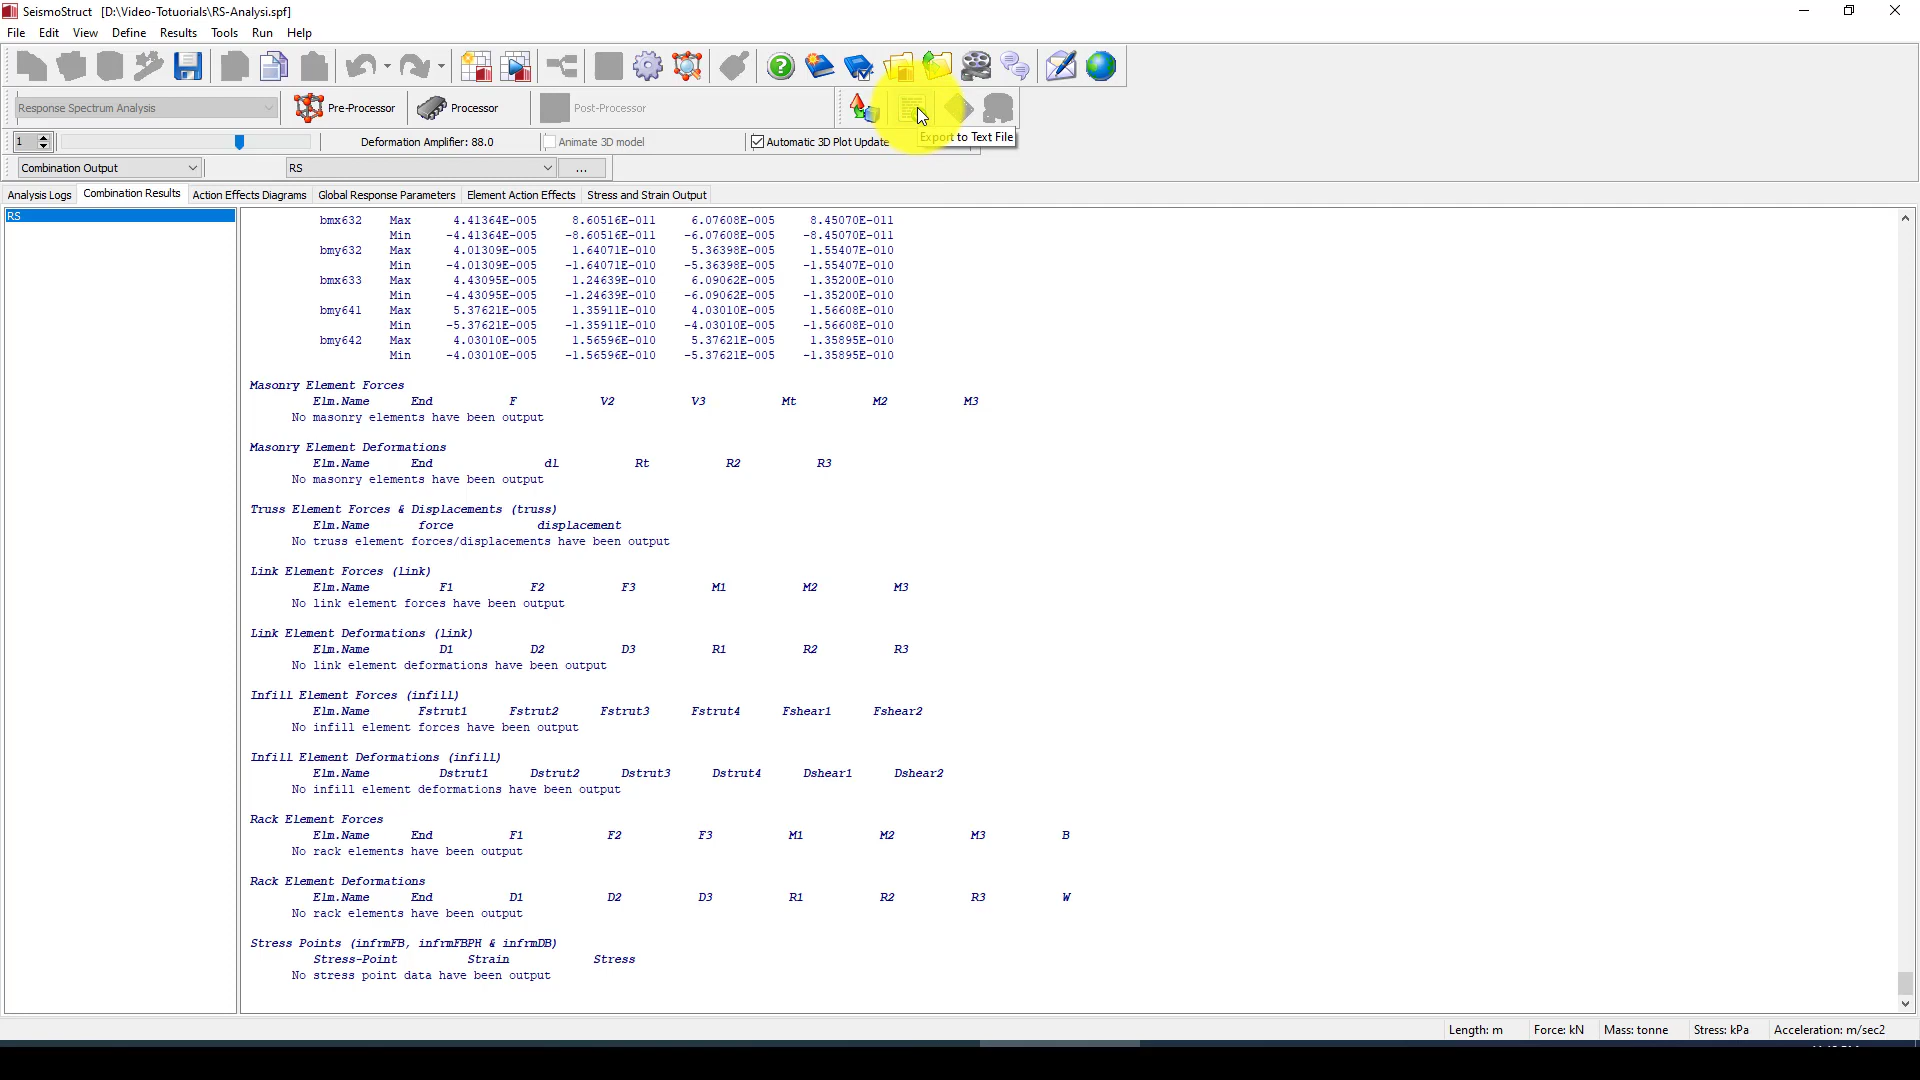 SeismoStruct [D:\Video-Totuorials\RS-Analysi.spf]
File Edit View Define Results Tools Run Help
Response Spectrum Analysis Pre-Processor Processor Post-Processor
1 Deformation Amplifier: 88.0 Animate 3D model Automatic 3D Plot Update Export to Text File
Combination Output RS ...
Analysis Logs Combination Results Action Effects Diagrams Global Response Parameters Element Action Effects Stress and Strain Output
RS
bmx632 Max 4.41364E-005 8.60516E-011 6.07608E-005 8.45070E-011
Min -4.41364E-005 -8.60516E-011 -6.07608E-005 -8.45070E-011
bmy632 Max 4.01309E-005 1.64071E-010 5.36398E-005 1.55407E-010
Min -4.01309E-005 -1.64071E-010 -5.36398E-005 -1.55407E-010
bmx633 Max 4.43095E-005 1.24639E-010 6.09062E-005 1.35200E-010
Min -4.43095E-005 -1.24639E-010 -6.09062E-005 -1.35200E-010
bmy641 Max 5.37621E-005 1.35911E-010 4.03010E-005 1.56608E-010
Min -5.37621E-005 -1.35911E-010 -4.03010E-005 -1.56608E-010
bmy642 Max 4.03010E-005 1.56596E-010 5.37621E-005 1.35895E-010
Min -4.03010E-005 -1.56596E-010 -5.37621E-005 -1.35895E-010
Masonry Element Forces
Elm.Name End F V2 V3 Mt M2 M3
No masonry elements have been output
Masonry Element Deformations
Elm.Name End dl Rt R2 R3
No masonry elements have been output
Truss Element Forces & Displacements (truss)
Elm.Name force displacement
No truss element forces/displacements have been output
Link Element Forces (link)
Elm.Name F1 F2 F3 M1 M2 M3
No link element forces have been output
Link Element Deformations (link)
Elm.Name D1 D2 D3 R1 R2 R3
No link element deformations have been output
Infill Element Forces (infill)
Elm.Name Fstrut1 Fstrut2 Fstrut3 Fstrut4 Fshear1 Fshear2
No infill element forces have been output
Infill Element Deformations (infill)
Elm.Name Dstrut1 Dstrut2 Dstrut3 Dstrut4 Dshear1 Dshear2
No infill element deformations have been output
Rack Element Forces
Elm.Name End F1 F2 F3 M1 M2 M3 B
No rack elements have been output
Rack Element Deformations
Elm.Name End D1 D2 D3 R1 R2 R3 W
No rack elements have been output
Stress Points (infrmFB, infrmFBPH & infrmDB)
Stress-Point Strain Stress
No stress point data have been output
Length: m Force: kN Mass: tonne Stress: kPa Acceleration: m/sec2